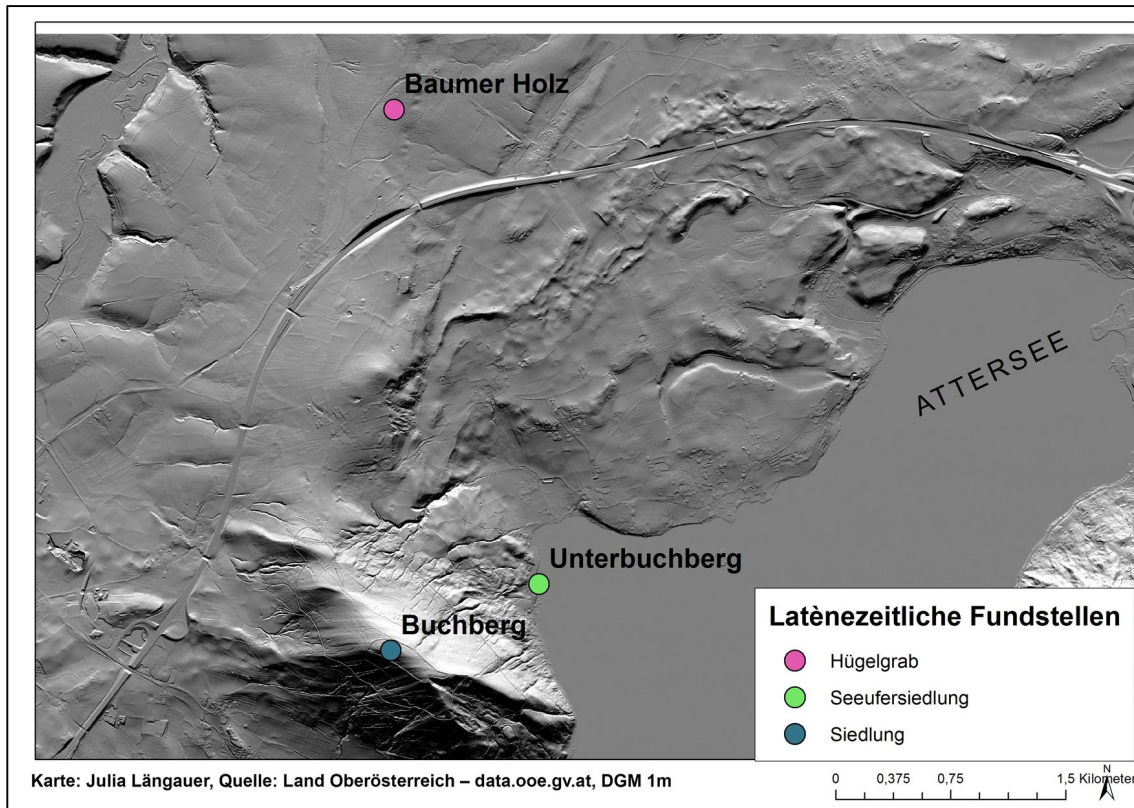 Baumer Holz
ATTERSEE
Unterbuchberg
Buchberg
Latènezeitliche Fundstellen
Hügelgrab
Seeufersiedlung
Siedlung
Karte: Julia Längauer, Quelle: Land Oberösterreich – data.ooe.gv.at, DGM 1m
0 0,375 0,75 1,5 Kilometer
N